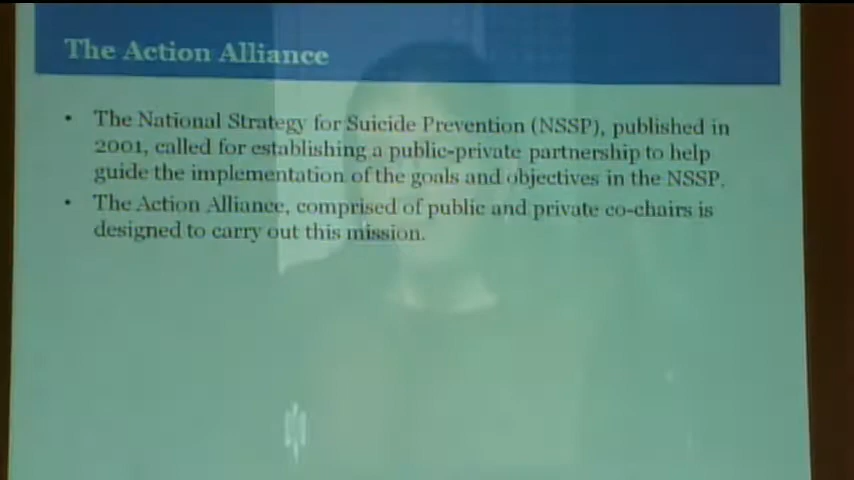 The Action Alliance
• The National Strategy for Suicide Prevention (NSSP), published in
2001, called for establishing a public-private partnership to help
guide the implementation of the goals and objectives in the NSSP.
• The Action Alliance, comprised of public and private co-chairs is
designed to carry out this mission.